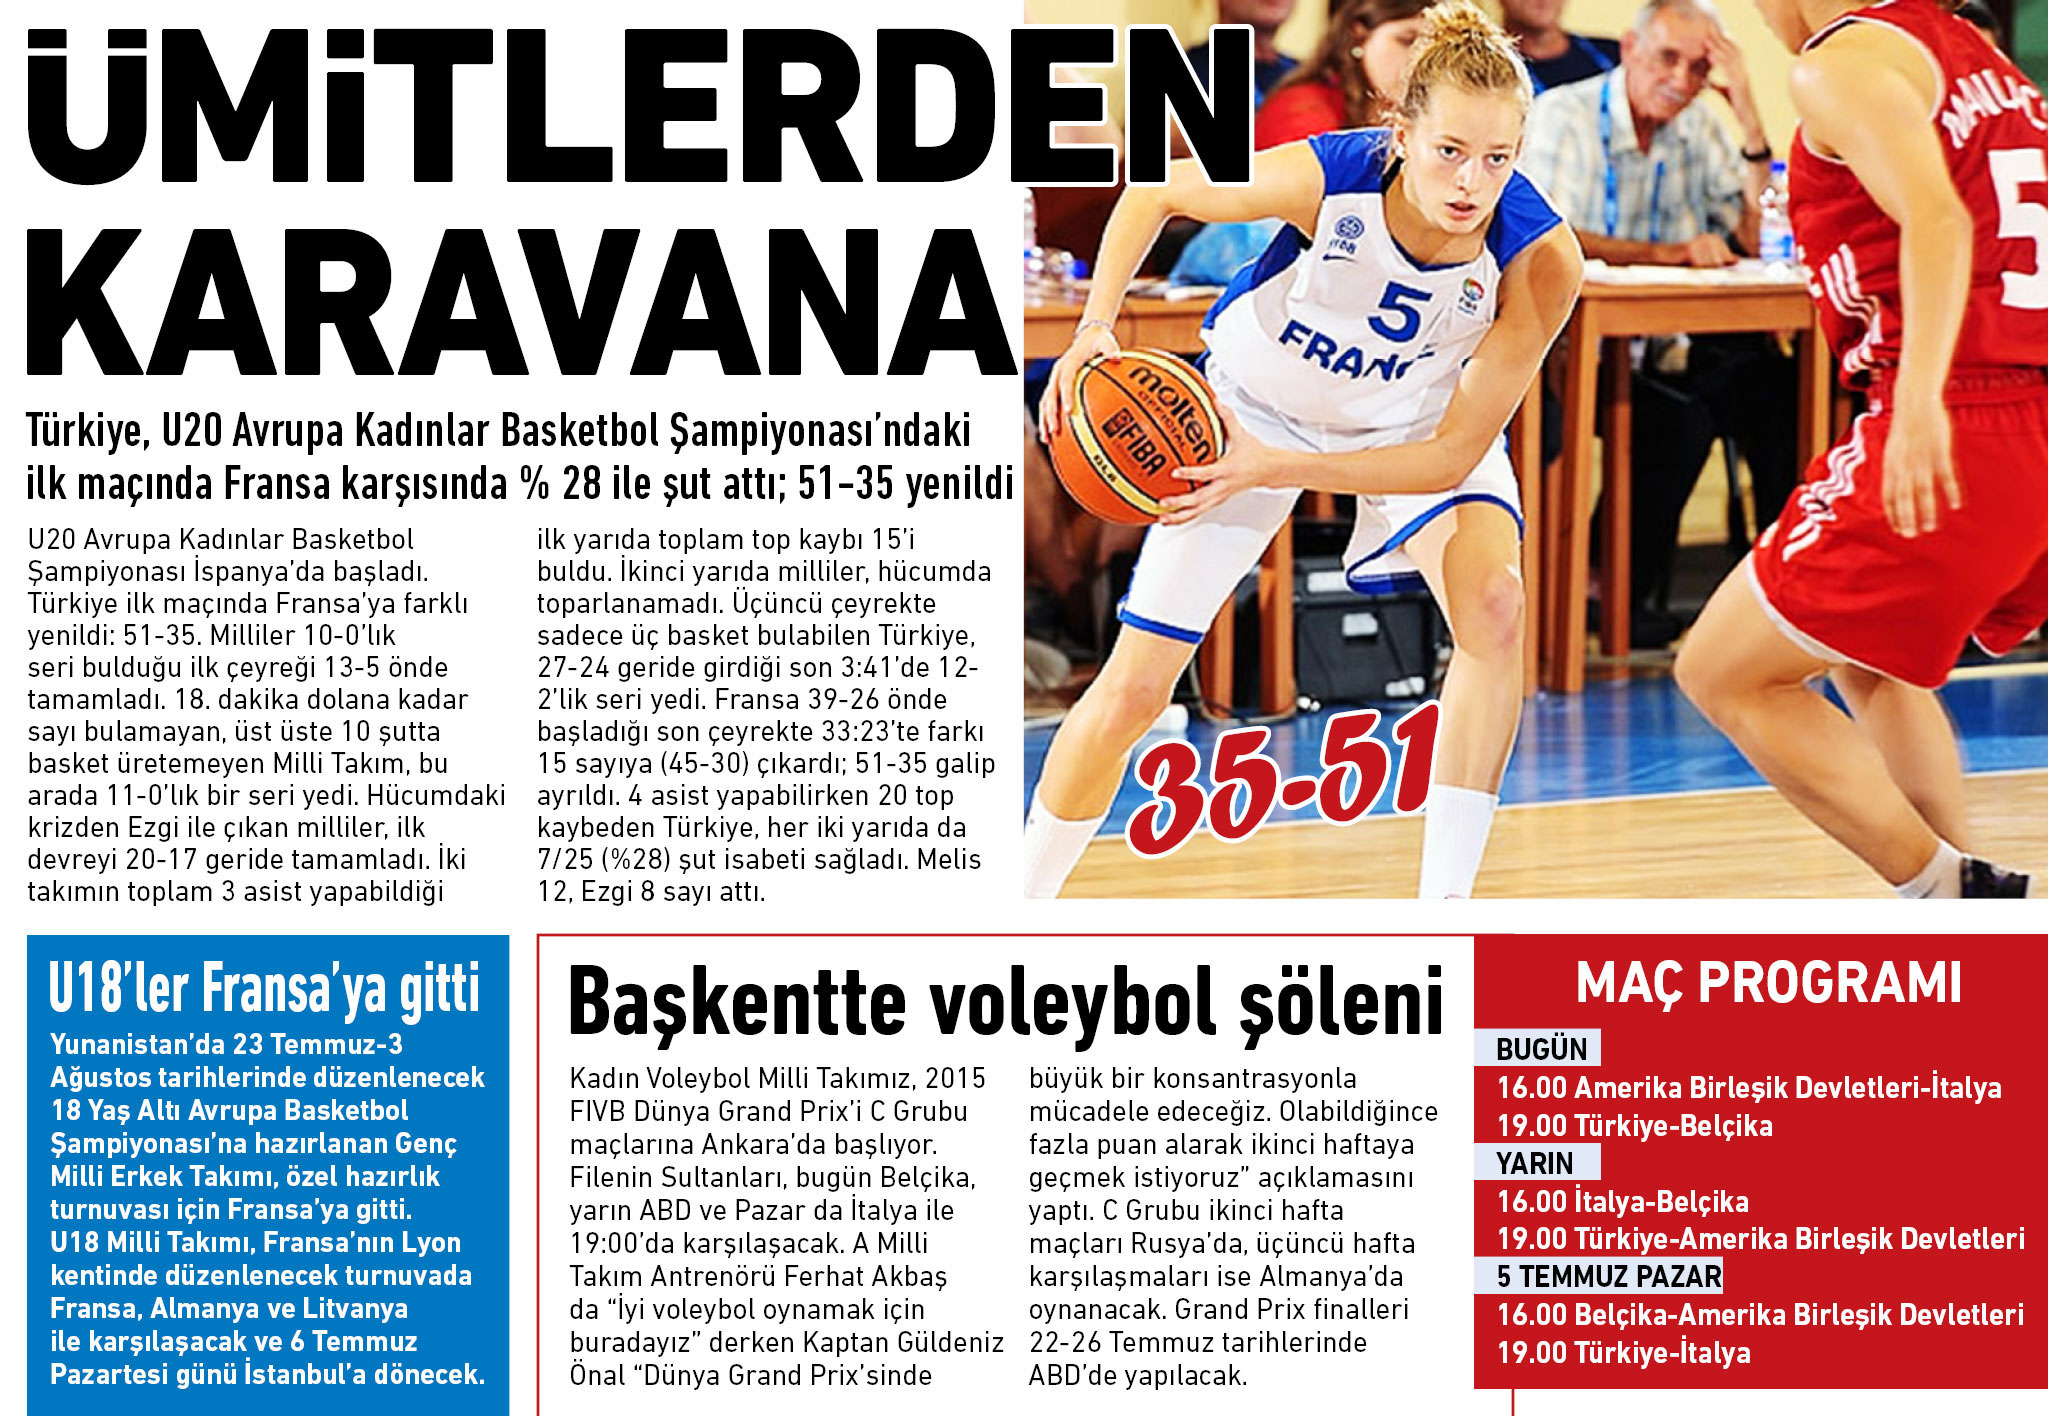 ÜMİTLERDEN
KARAVANA
Türkiye, U20 Avrupa Kadınlar Basketbol Şampiyonası’ndaki
ilk maçında Fransa karşısında % 28 ile şut attı; 51-35 yenildi
U20 Avrupa Kadınlar Basketbol
Şampiyonası İspanya’da başladı.
Türkiye ilk maçında Fransa’ya farklı
yenildi: 51-35. Milliler 10-0’lık
seri bulduğu ilk çeyreği 13-5 önde
tamamladı. 18. dakika dolana kadar
sayı bulamayan, üst üste 10 şutta
basket üretemeyen Milli Takım, bu
arada 11-0’lık bir seri yedi. Hücumdaki
krizden Ezgi ile çıkan milliler, ilk
devreyi 20-17 geride tamamladı. İki
takımın toplam 3 asist yapabildiği
ilk yarıda toplam top kaybı 15’i
buldu. İkinci yarıda milliler, hücumda
toparlanamadı. Üçüncü çeyrekte
sadece üç basket bulabilen Türkiye,
27-24 geride girdiği son 3:41’de 12-
2’lik seri yedi. Fransa 39-26 önde
başladığı son çeyrekte 33:23’te farkı
15 sayıya (45-30) çıkardı; 51-35 galip
ayrıldı. 4 asist yapabilirken 20 top
kaybeden Türkiye, her iki yarıda da
7/25 (%28) şut isabeti sağladı. Melis
12, Ezgi 8 sayı attı.
5
FRANC
molten
OFFICIAL
FIBA
GL6
5
35-51
U18’ler Fransa’ya gitti
Yunanistan’da 23 Temmuz-3
Ağustos tarihlerinde düzenlenecek
18 Yaş Altı Avrupa Basketbol
Şampiyonası’na hazırlanan Genç
Milli Erkek Takımı, özel hazırlık
turnuvası için Fransa’ya gitti.
U18 Milli Takımı, Fransa’nın Lyon
kentinde düzenlenecek turnuvada
Fransa, Almanya ve Litvanya
ile karşılaşacak ve 6 Temmuz
Pazartesi günü İstanbul’a dönecek.
Başkentte voleybol şöleni
Kadın Voleybol Milli Takımız, 2015
FIVB Dünya Grand Prix’i C Grubu
maçlarına Ankara’da başlıyor.
Filenin Sultanları, bugün Belçika,
yarın ABD ve Pazar da İtalya ile
19:00’da karşılaşacak. A Milli
Takım Antrenörü Ferhat Akbaş
da “İyi voleybol oynamak için
buradayız” derken Kaptan Güldeniz
Önal “Dünya Grand Prix’sinde
büyük bir konsantrasyonla
mücadele edeceğiz. Olabildiğince
fazla puan alarak ikinci haftaya
geçmek istiyoruz” açıklamasını
yaptı. C Grubu ikinci hafta
maçları Rusya’da, üçüncü hafta
karşılaşmaları ise Almanya’da
oynanacak. Grand Prix finalleri
22-26 Temmuz tarihlerinde
ABD’de yapılacak.
MAÇ PROGRAMI
BUGÜN
16.00 Amerika Birleşik Devletleri-İtalya
19.00 Türkiye-Belçika
YARIN
16.00 İtalya-Belçika
19.00 Türkiye-Amerika Birleşik Devletleri
5 TEMMUZ PAZAR
16.00 Belçika-Amerika Birleşik Devletleri
19.00 Türkiye-İtalya